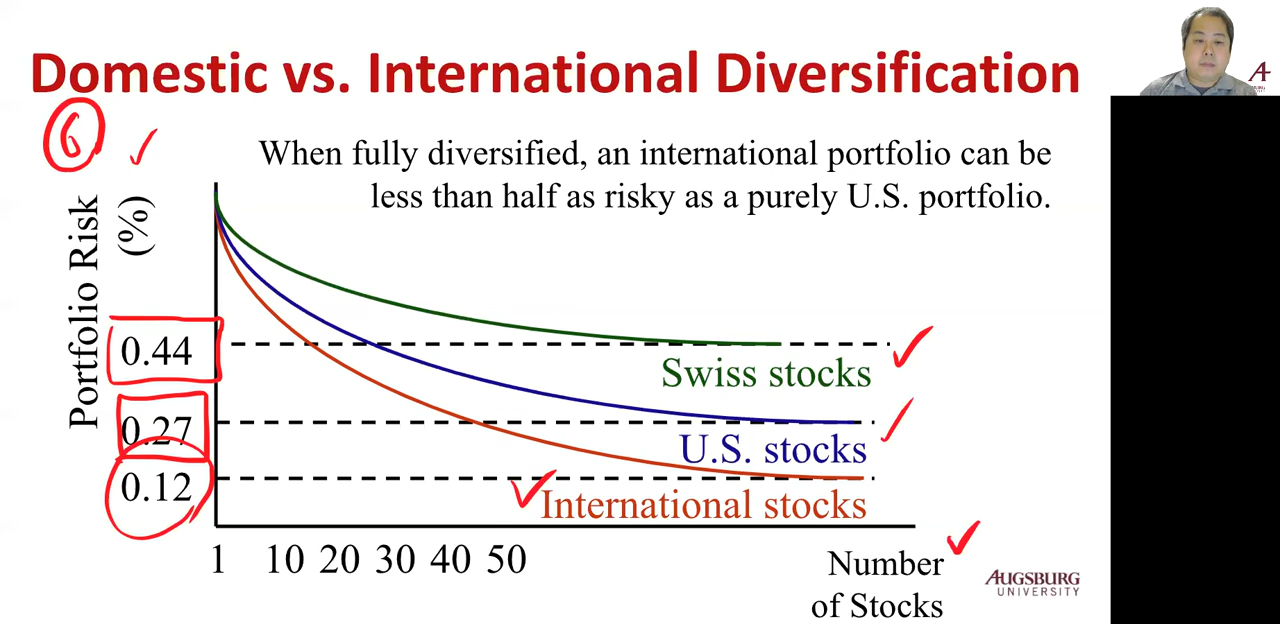 Domestic vs. International Diversification
6
When fully diversified, an international portfolio can be
less than half as risky as a purely U.S. portfolio.
Portfolio Risk
(%)
0.44
Swiss stocks
0.27
U.S. stocks
0.12
International stocks
1 10 20 30 40 50
Number
of Stocks
AUGSBURG
UNIVERSITY
A